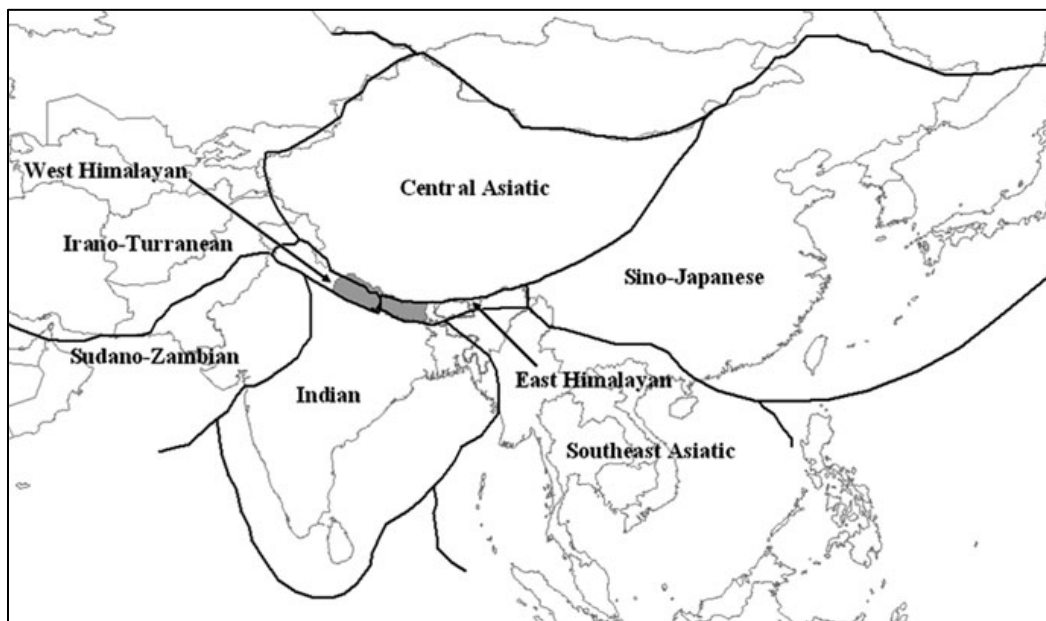 West Himalayan
Central Asiatic
Irano-Turranean
Sino-Japanese
Sudano-Zambian
East Himalayan
Indian
Southeast Asiatic